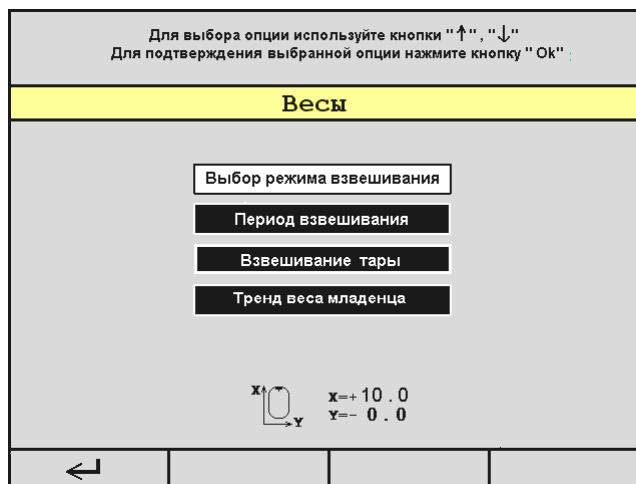 Для выбора опции используйте кнопки "↑", "↓"
Для подтверждения выбранной опции нажмите кнопку "Ok"
Весы
Выбор режима взвешивания
Период взвешивания
Взвешивание тары
Тренд веса младенца
X
Y
X=+10.0
Y=- 0.0